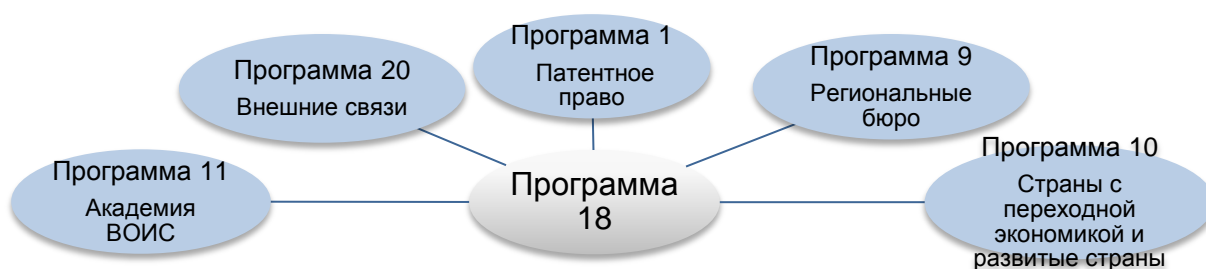 Программа 1
Патентное
право
Программа 20
Внешние связи
Программа 9
Региональные
бюро
Программа 11
Академия
ВОИС
Программа
18
Программа 10
Страны с
переходной
экономикой и
развитые страны